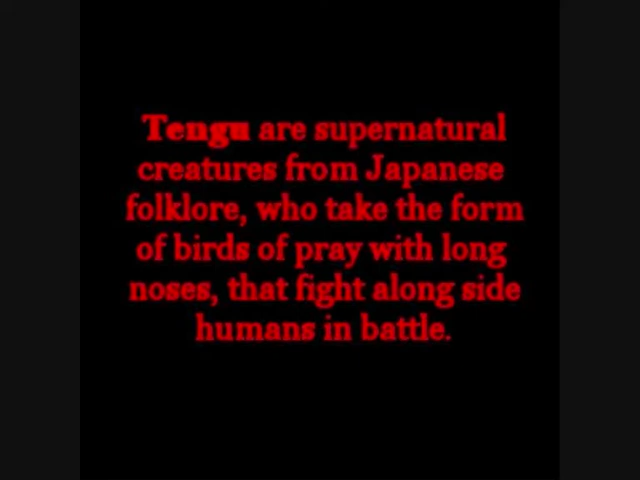 Tengu are supernatural
creatures from Japanese
folklore, who take the form
of birds of pray with long
noses, that fight along side
humans in battle.